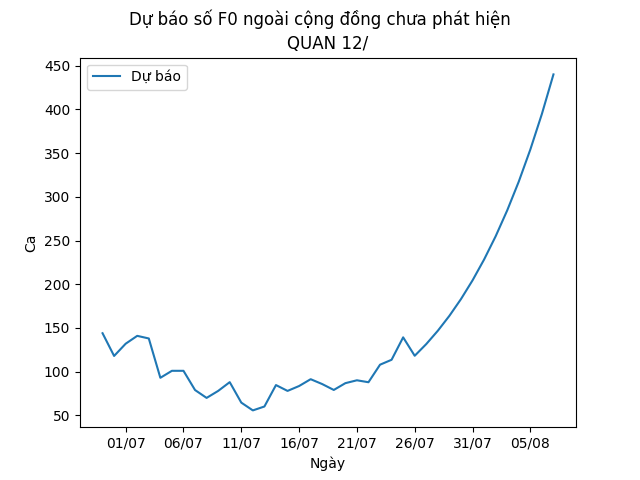 Dự báo số F0 ngoài cộng đồng chưa phát hiện
QUAN 12/
Dự báo
450
400
350
300
250
200
150
100
50
Ca
01/07 06/07 11/07 16/07 21/07 26/07 31/07 05/08
Ngày